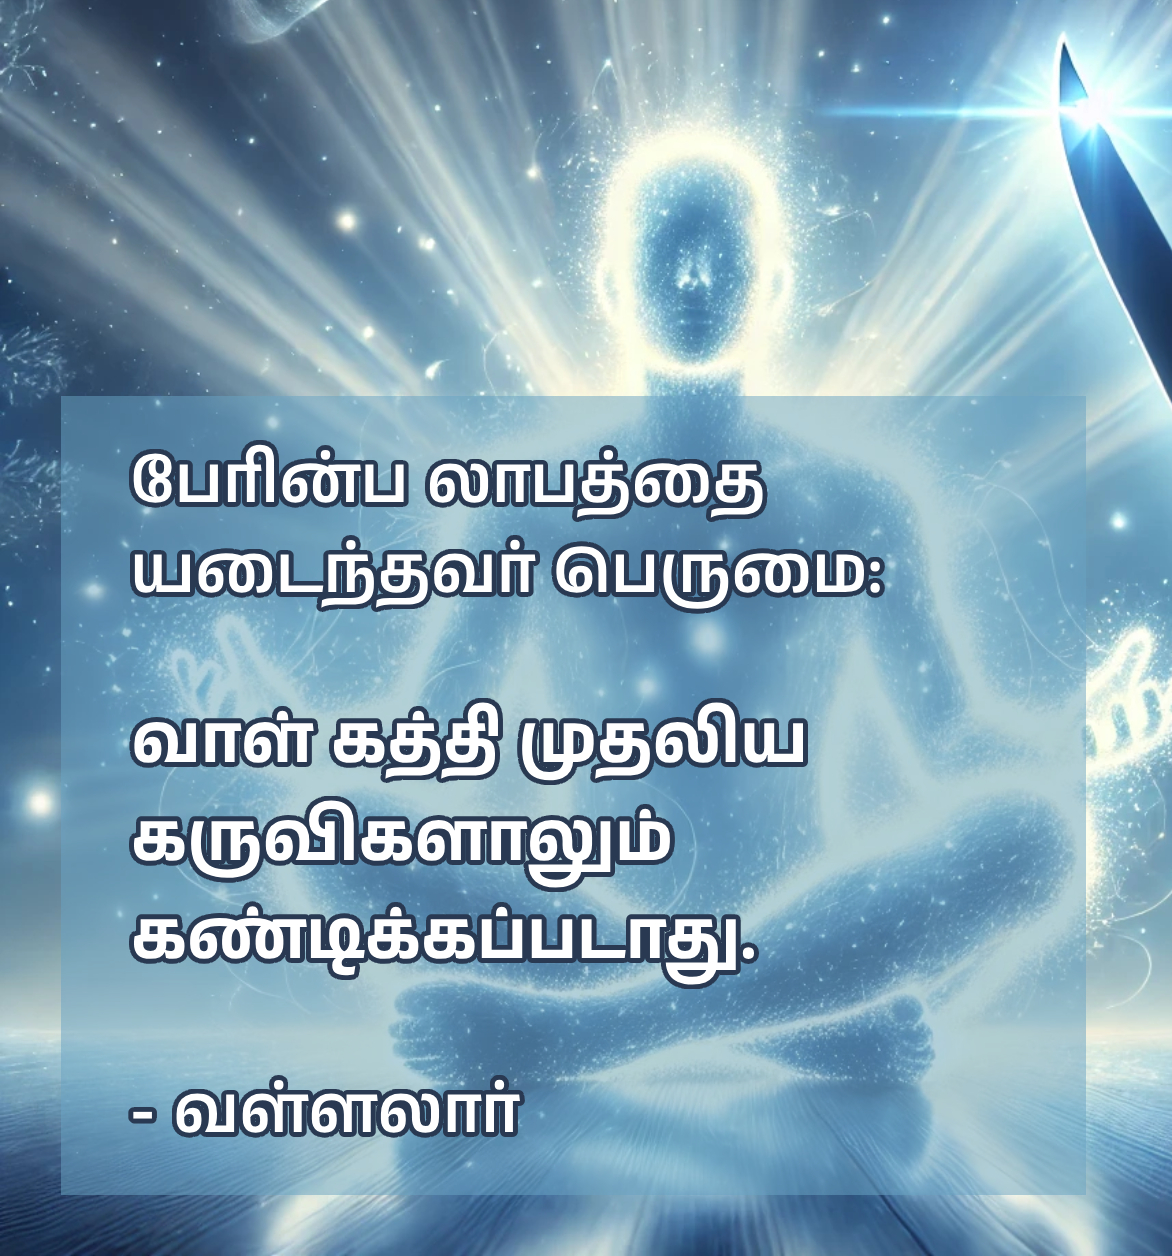 பேரின்ப லாபத்தை
யடைந்தவர் பெருமை:
வாள் கத்தி முதலிய
கருவிகளாலும்
கண்டிக்கப்படாது.
- வள்ளலார்